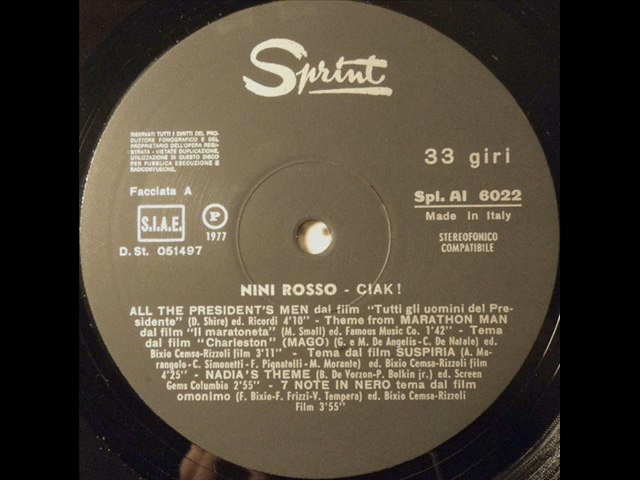 Sprint
RISERVATI TUTTI I DIRITTI DEL PRO-
DUTTORE FONOGRAFICO E DEL
PROPRIETARIO DELL'OPERA REGI-
STRATA - VIETATE DUPLICAZIONE,
UTILIZZAZIONE DI QUESTO DISCO
PER PUBBLICA ESECUZIONE E
RADIODIFFUSIONE.
33 giri
Facciata A
Spl. AI 6022
Made in Italy
S.I.A.E.
P
1977
STEREOFONICO
COMPATIBILE
D. St. 051497
NINI ROSSO - CIAK!
ALL THE PRESIDENT'S MEN dal film "Tutti gli uomini del Pre-
sidente" (D. Shire) ed. Ricordi 4'10" - Theme from MARATHON MAN
dal film "Il maratoneta" (M. Small) ed. Famous Music Co. 1'42" - Tema
dal film "Charleston" (MAGO) (G. e M. De Angelis - C. De Natale) ed.
Bixio Cemsa-Rizzoli film 3'11" - Tema dal film SUSPIRIA (A. Ma-
rangolo - C. Simonetti - F. Pignatelli - M. Morante) ed. Bixio Cemsa-Rizzoli film
4'25" - NADIA'S THEME (B. De Vorzon-P. Bolkin jr.) ed. Screen
Gems Columbia 2'55" - 7 NOTE IN NERO tema dal film
omonimo (F. Bixio-F. Frizzi-V. Tempera) ed. Bixio Cemsa-Rizzoli
Film 3'55"